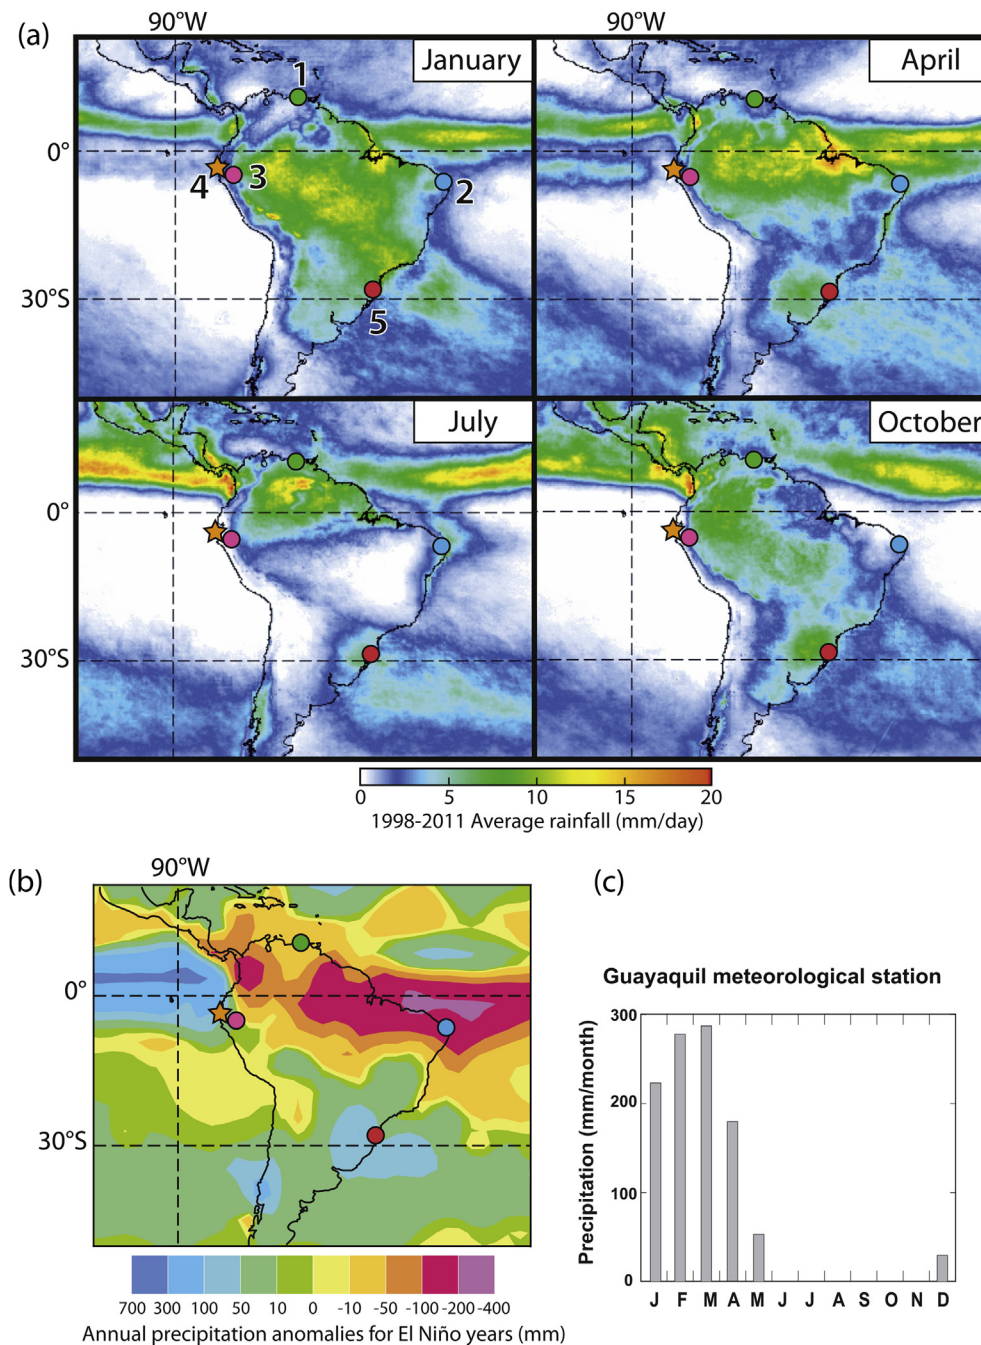 90°W
90°W
(a)
January
April
1
0°
4
3
2
30°S
5
July
October
0°
30°S
0
5
10
15
20
1998-2011 Average rainfall (mm/day)
90°W
(b)
(c)
Guayaquil meteorological station
0°
30°S
700 300 100 50 10 0 -10 -50 -100 -200 -400
Annual precipitation anomalies for El Niño years (mm)
Precipitation (mm/month)
300
200
100
0
J F M A M J J A S O N D